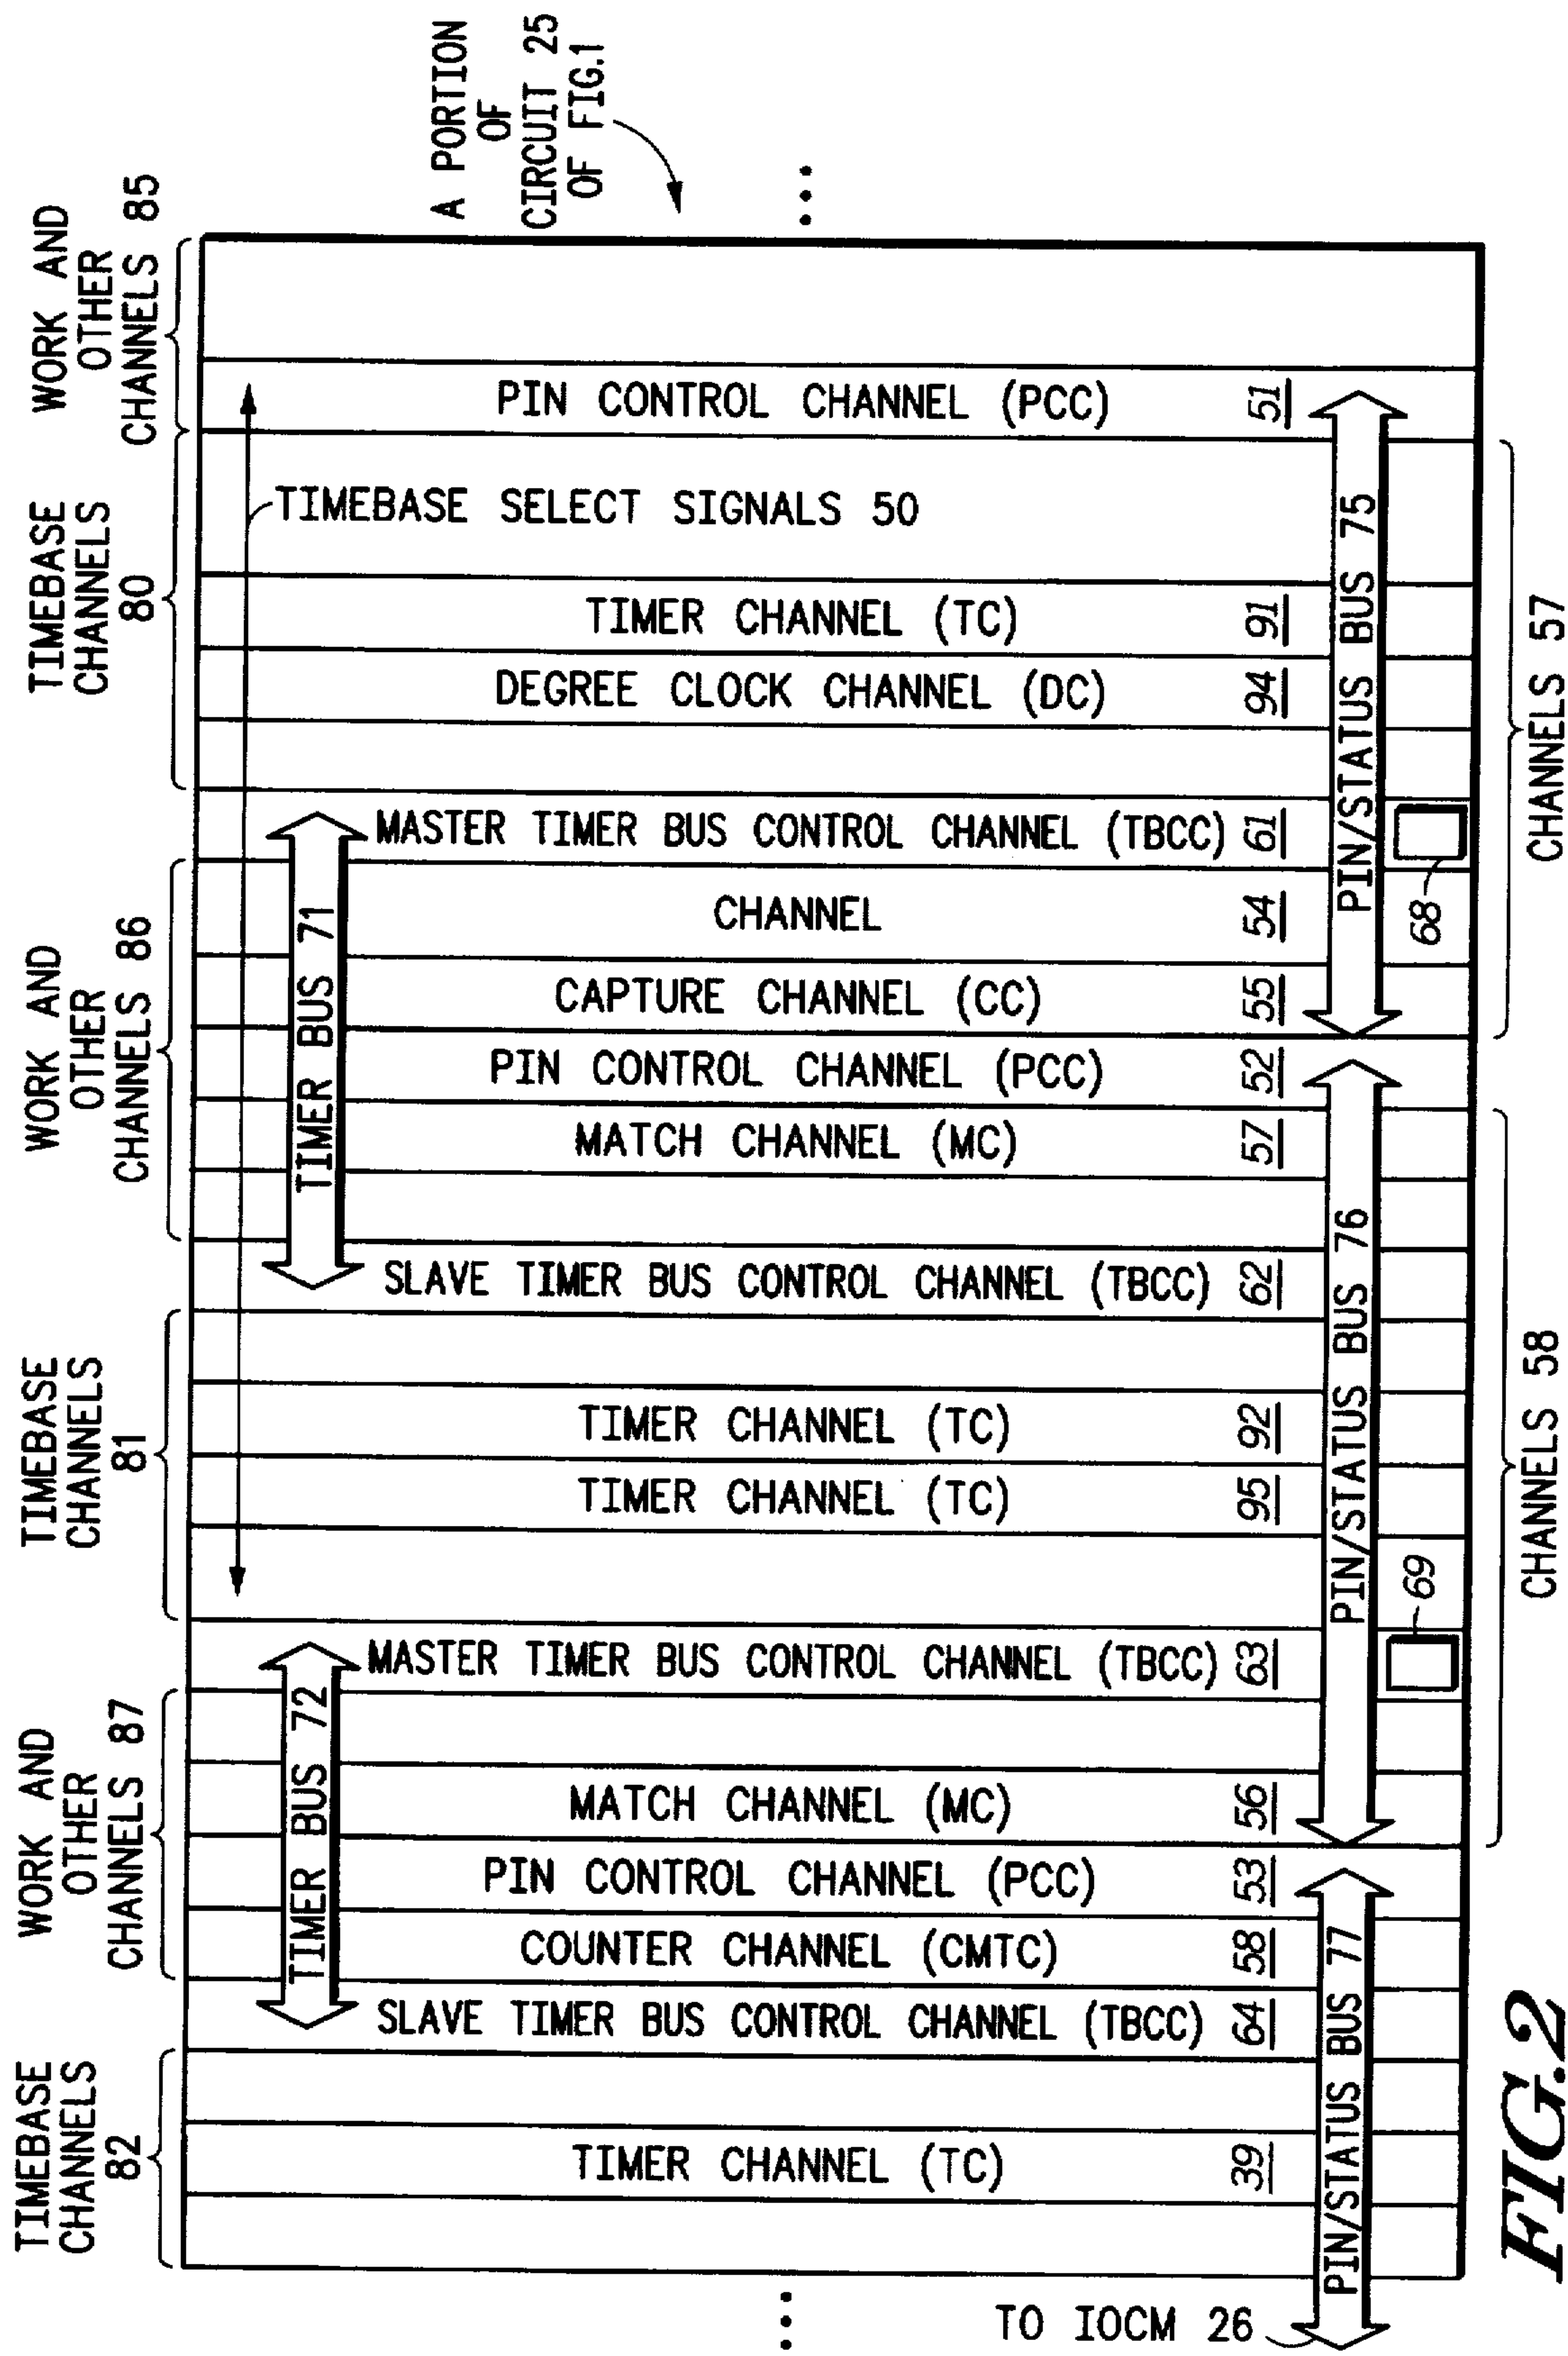 A PORTION
OF
CIRCUIT 25
OF FIG.1
WORK AND
OTHER
CHANNELS 85
PIN CONTROL CHANNEL (PCC) 51
TIMEBASE
CHANNELS
80
TIMEBASE SELECT SIGNALS 50
TIMER CHANNEL (TC) 91
DEGREE CLOCK CHANNEL (DC) 94
MASTER TIMER BUS CONTROL CHANNEL (TBCC) 61
68
PIN/STATUS BUS 75
CHANNELS 57
WORK AND
OTHER
CHANNELS 86
TIMER BUS 71
CHANNEL 54
CAPTURE CHANNEL (CC) 55
PIN CONTROL CHANNEL (PCC) 52
MATCH CHANNEL (MC) 57
SLAVE TIMER BUS CONTROL CHANNEL (TBCC) 62
TIMEBASE
CHANNELS
81
TIMER CHANNEL (TC) 92
TIMER CHANNEL (TC) 95
PIN/STATUS BUS 76
CHANNELS 58
MASTER TIMER BUS CONTROL CHANNEL (TBCC) 63
69
WORK AND
OTHER
CHANNELS 87
TIMER BUS 72
MATCH CHANNEL (MC) 56
PIN CONTROL CHANNEL (PCC) 53
COUNTER CHANNEL (CMTC) 58
SLAVE TIMER BUS CONTROL CHANNEL (TBCC) 64
TIMEBASE
CHANNELS
82
TIMER CHANNEL (TC) 39
PIN/STATUS BUS 77
TO IOCM 26
FIG.2